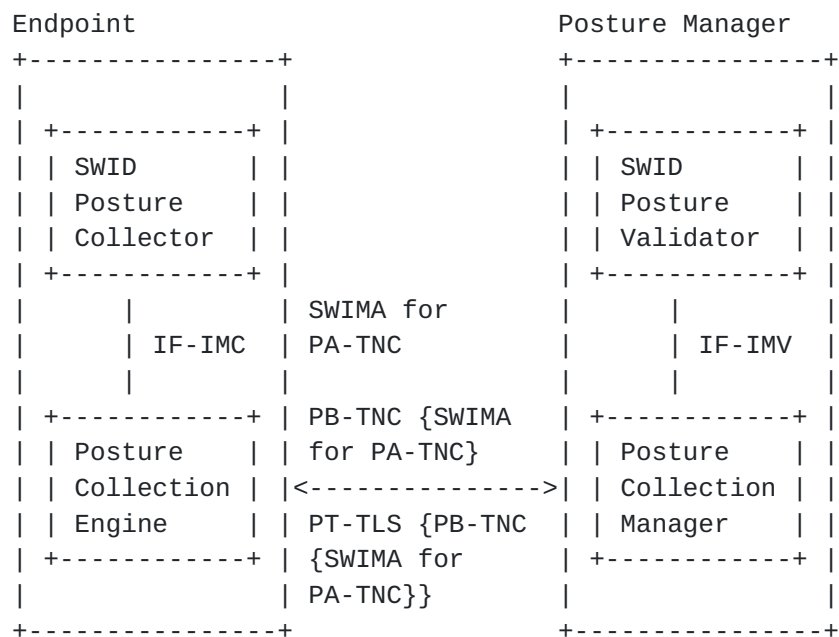 Endpoint Posture Manager
+----------------+ +----------------+
| | | |
| +------------+ | | +------------+ |
| | SWID | | | | SWID | |
| | Posture | | | | Posture | |
| | Collector | | | | Validator | |
| +------------+ | | +------------+ |
| | | SWIMA for | | |
| | IF-IMC | PA-TNC | | IF-IMV |
| | | | | |
| +------------+ | PB-TNC {SWIMA | +------------+ |
| | Posture | | for PA-TNC} | | Posture | |
| | Collection | |<--------------->| | Collection | |
| | Engine | | PT-TLS {PB-TNC | | Manager | |
| +------------+ | {SWIMA for | +------------+ |
| | PA-TNC}} | |
+----------------+ +----------------+